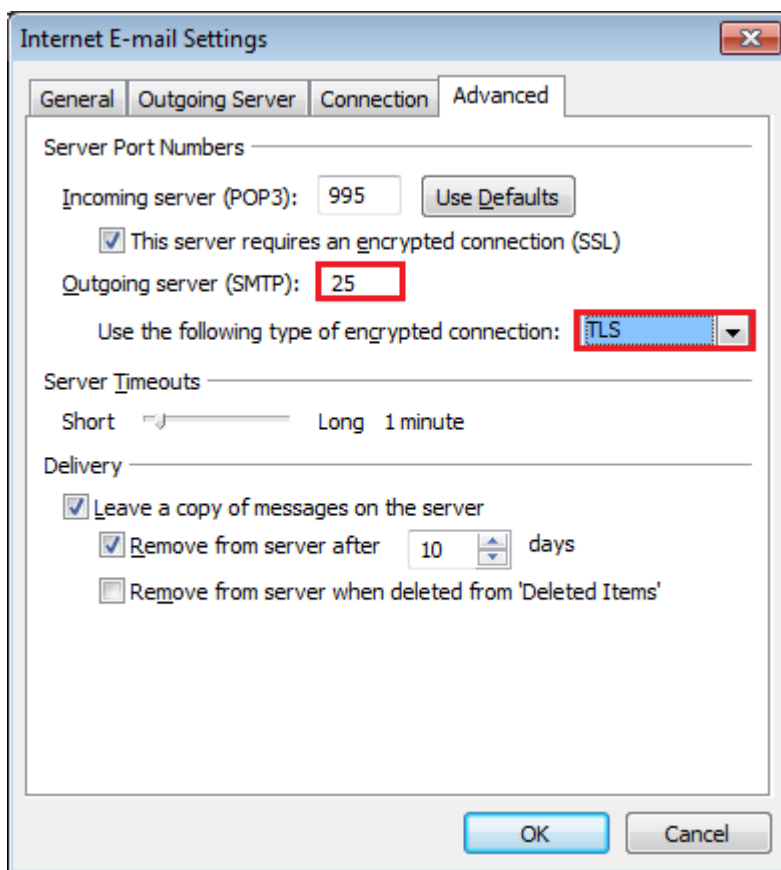 Internet E-mail Settings
General Outgoing Server Connection Advanced
Server Port Numbers
Incoming server (POP3): 995 Use Defaults
This server requires an encrypted connection (SSL)
Outgoing server (SMTP): 25
Use the following type of encrypted connection: TLS
Server Timeouts
Short Long 1 minute
Delivery
Leave a copy of messages on the server
Remove from server after 10 days
Remove from server when deleted from 'Deleted Items'
OK Cancel